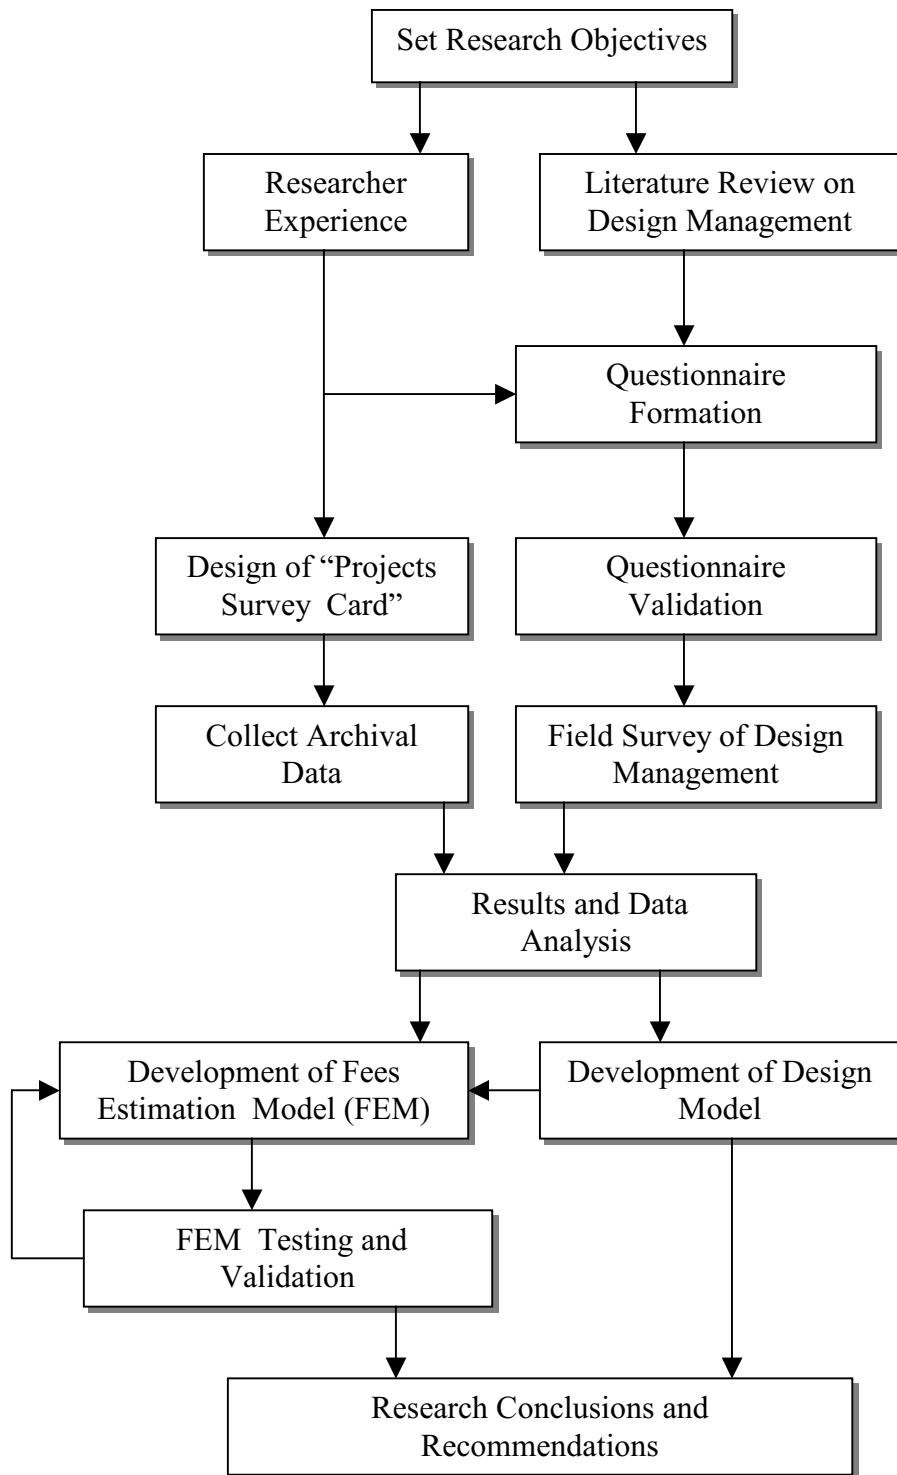 Set Research Objectives
Researcher
Experience
Literature Review on
Design Management
Questionnaire
Formation
Design of “Projects
Survey Card”
Questionnaire
Validation
Collect Archival
Data
Field Survey of Design
Management
Results and Data
Analysis
Development of Fees
Estimation Model (FEM)
Development of Design
Model
FEM Testing and
Validation
Research Conclusions and
Recommendations